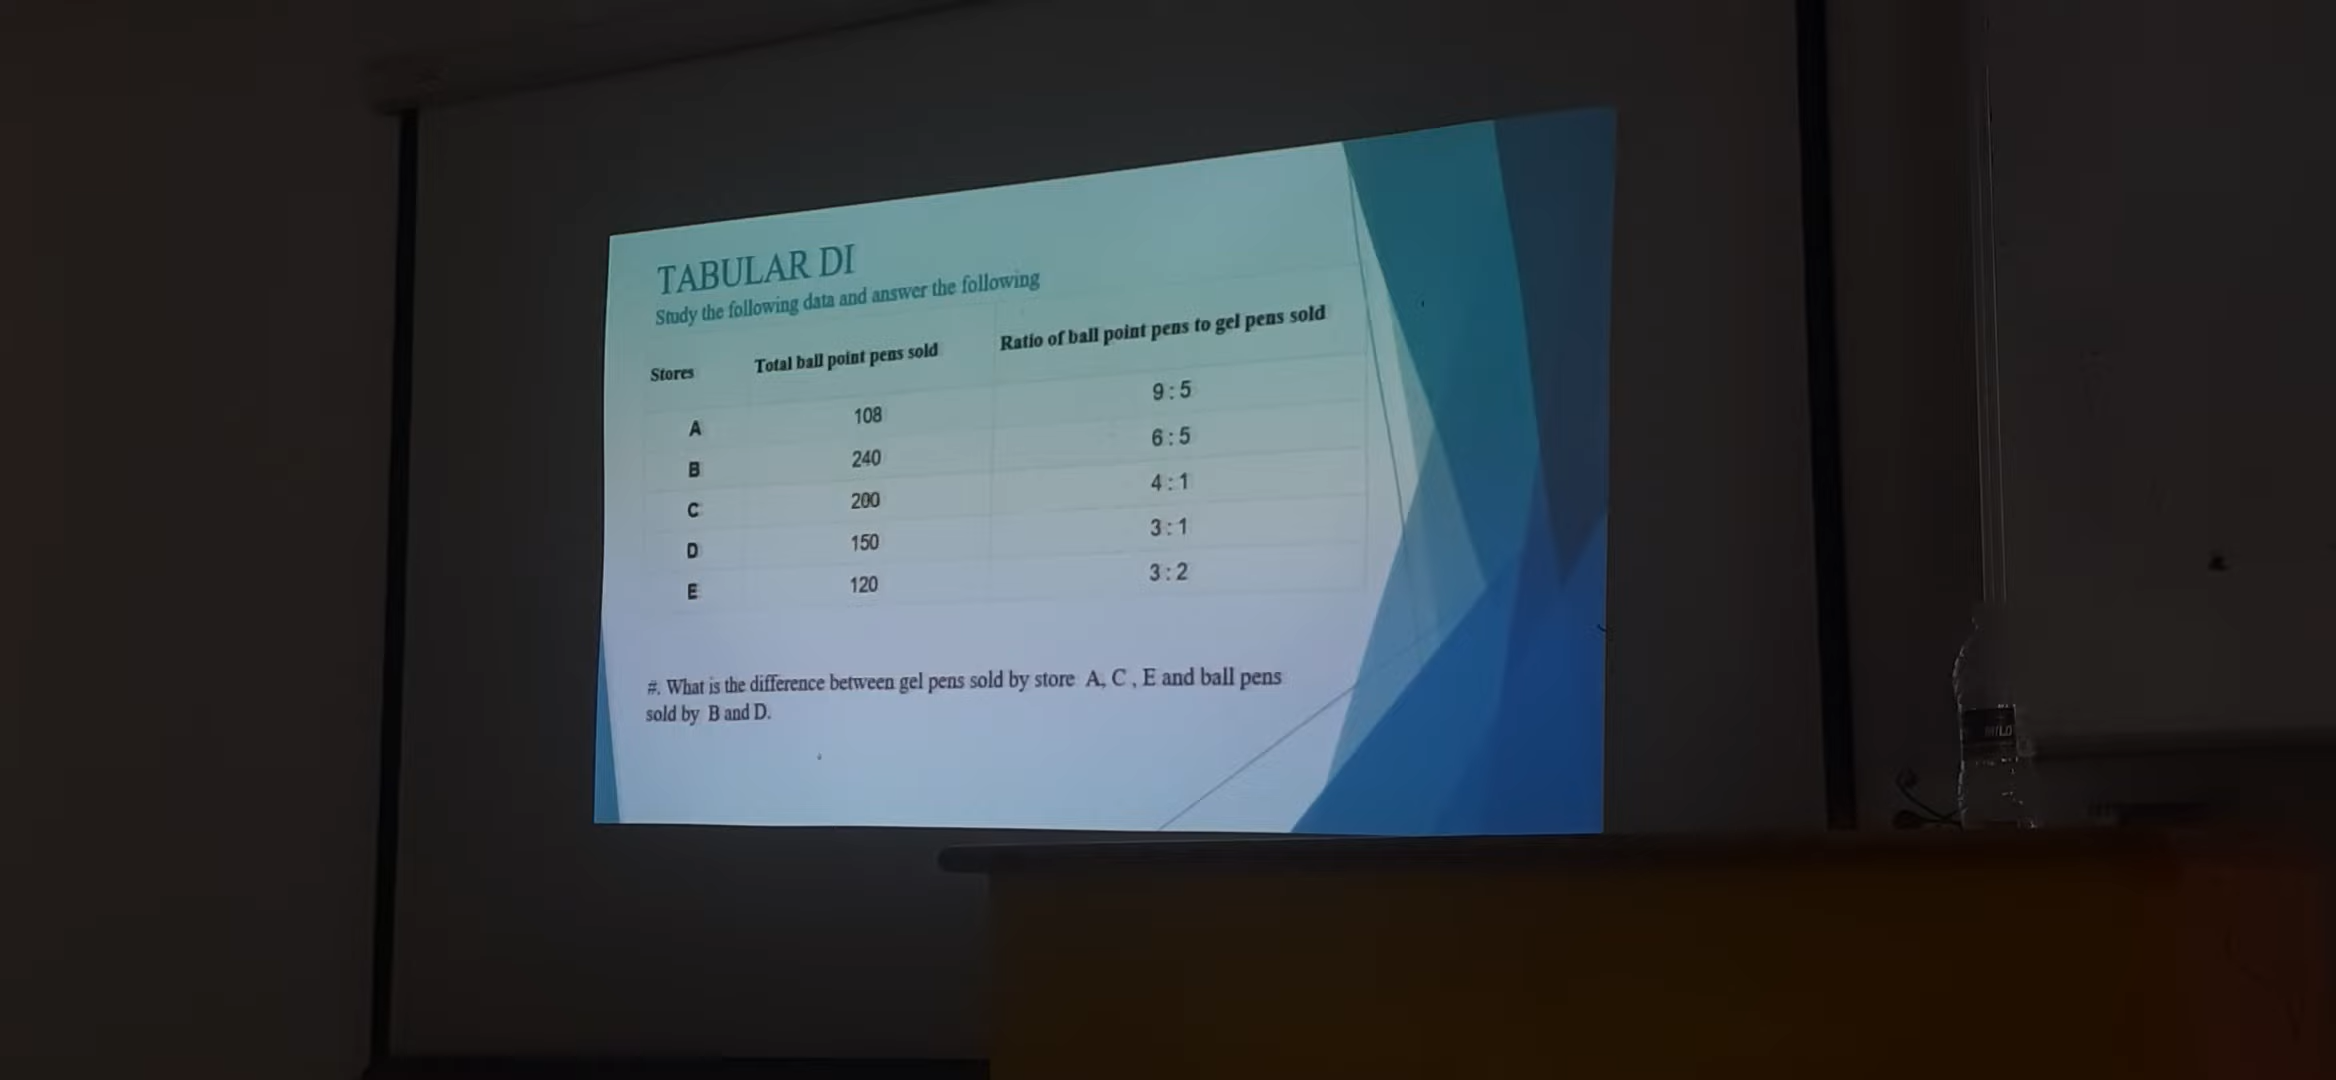 TABULAR DI
Study the following data and answer the following
Stores Total ball point pens sold Ratio of ball point pens to gel pens sold
A 108 9 : 5
B 240 6 : 5
C 200 4 : 1
D 150 3 : 1
E 120 3 : 2
#. What is the difference between gel pens sold by store A, C , E and ball pens
sold by B and D.